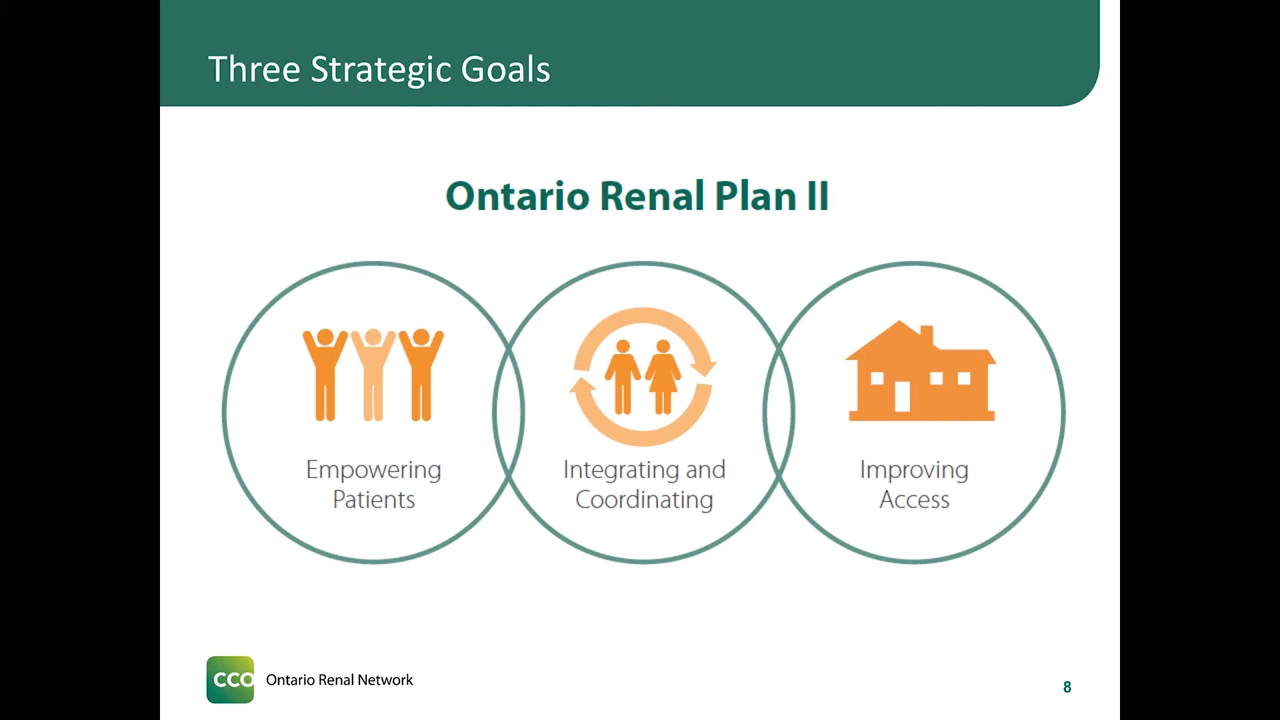 Three Strategic Goals
Ontario Renal Plan II
Empowering
Patients
Integrating and
Coordinating
Improving
Access
CCO
Ontario Renal Network
8